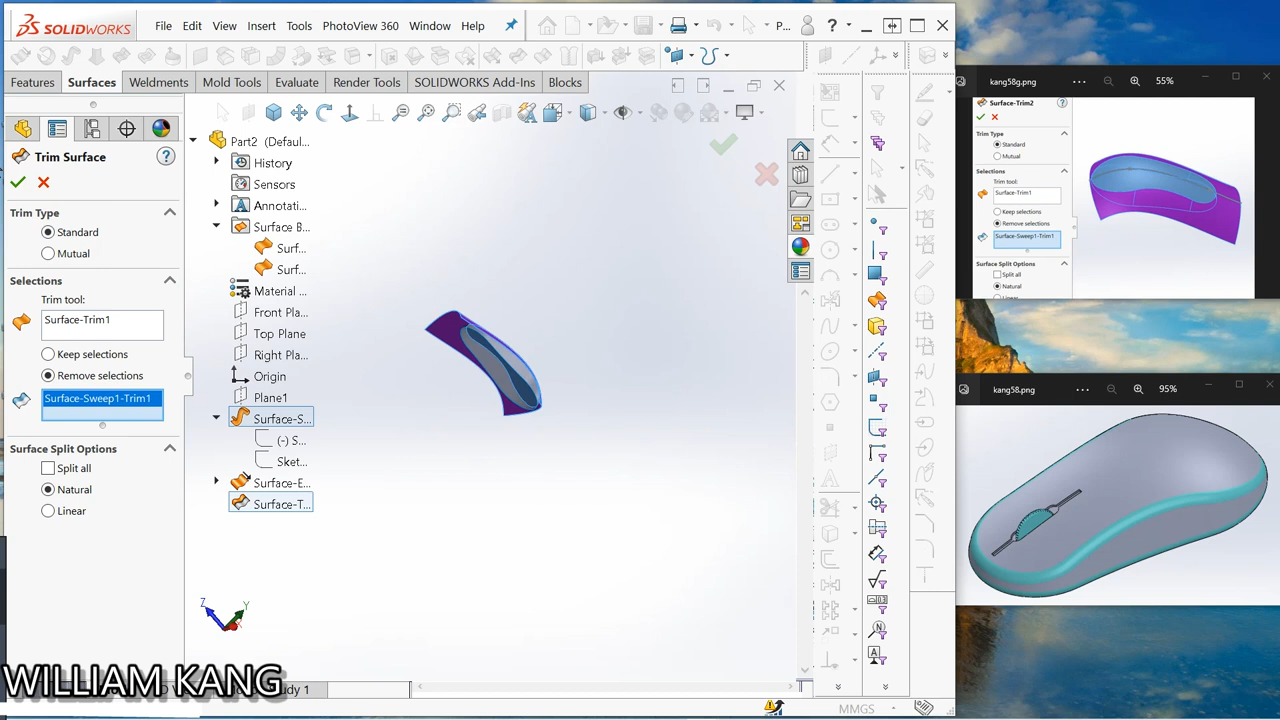 SOLIDWORKS File Edit View Insert Tools PhotoView 360 Window Help P... ?
Features Surfaces Weldments Mold Tools Evaluate Render Tools SOLIDWORKS Add-Ins Blocks
Trim Surface ?
Trim Type
Standard
Mutual
Selections
Trim tool:
Surface-Trim1
Keep selections
Remove selections
Surface-Sweep1-Trim1
Surface Split Options
Split all
Natural
Linear
Part2 (Defau...
History
Sensors
Annotati
Surface
Material ...
Front Pla...
Top Plane
Right Pla...
Origin
Plane1
Surface-S...
(-) S...
Sket...
Surface-E...
Surface-T...
Z Y
WILLIAM KANG
udy 1
MMGS
kang58g.png ... 55%
Surface-Trim2 ?
Trim Type
Standard
Mutual
Selections
Trim tool:
Surface-Trim1
Keep selections
Remove selections
Surface-Sweep1-Trim1
Surface Split Options
Split all
Natural
Linear
kang58.png ... 95%